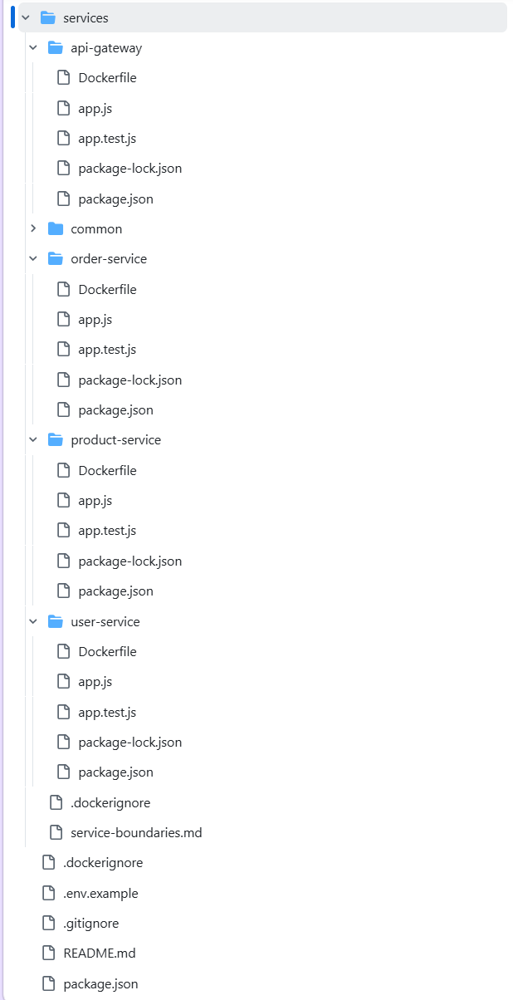 services
api-gateway
Dockerfile
app.js
app.test.js
package-lock.json
package.json
common
order-service
Dockerfile
app.js
app.test.js
package-lock.json
package.json
product-service
Dockerfile
app.js
app.test.js
package-lock.json
package.json
user-service
Dockerfile
app.js
app.test.js
package-lock.json
package.json
.dockerignore
service-boundaries.md
.dockerignore
.env.example
.gitignore
README.md
package.json